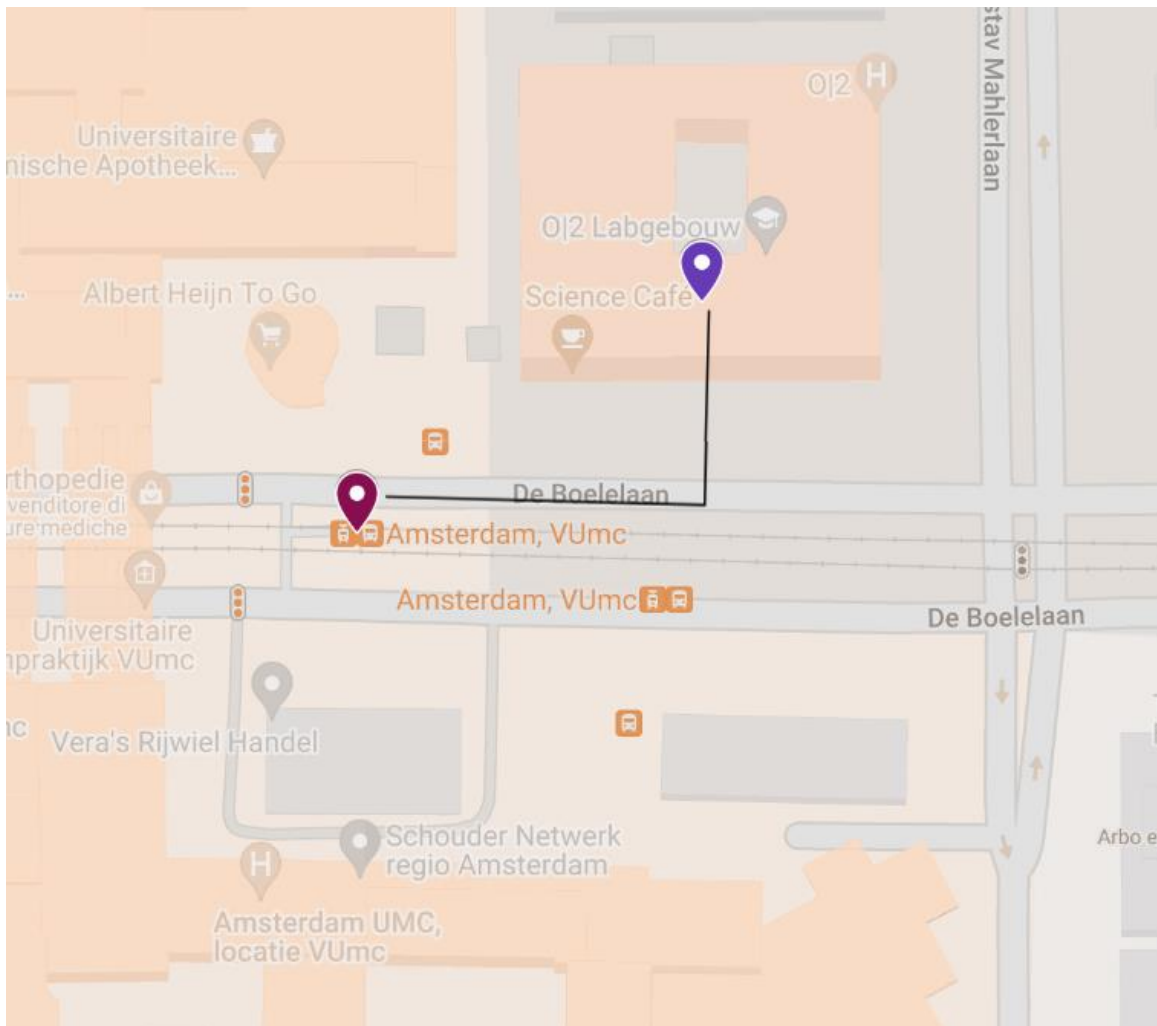 stav Mahlerlaan
O|2
H
Universitaire
nische Apotheek...
O|2 Labgebouw
...
Albert Heijn To Go
Science Café
rthopedie
venditore di
ure mediche
De Boelelaan
Amsterdam, VUmc
Amsterdam, VUmc
De Boelelaan
Universitaire
npraktijk VUmc
Vera's Rijwiel Handel
Schouder Netwerk
regio Amsterdam
Arbo e
H
Amsterdam UMC,
locatie VUmc